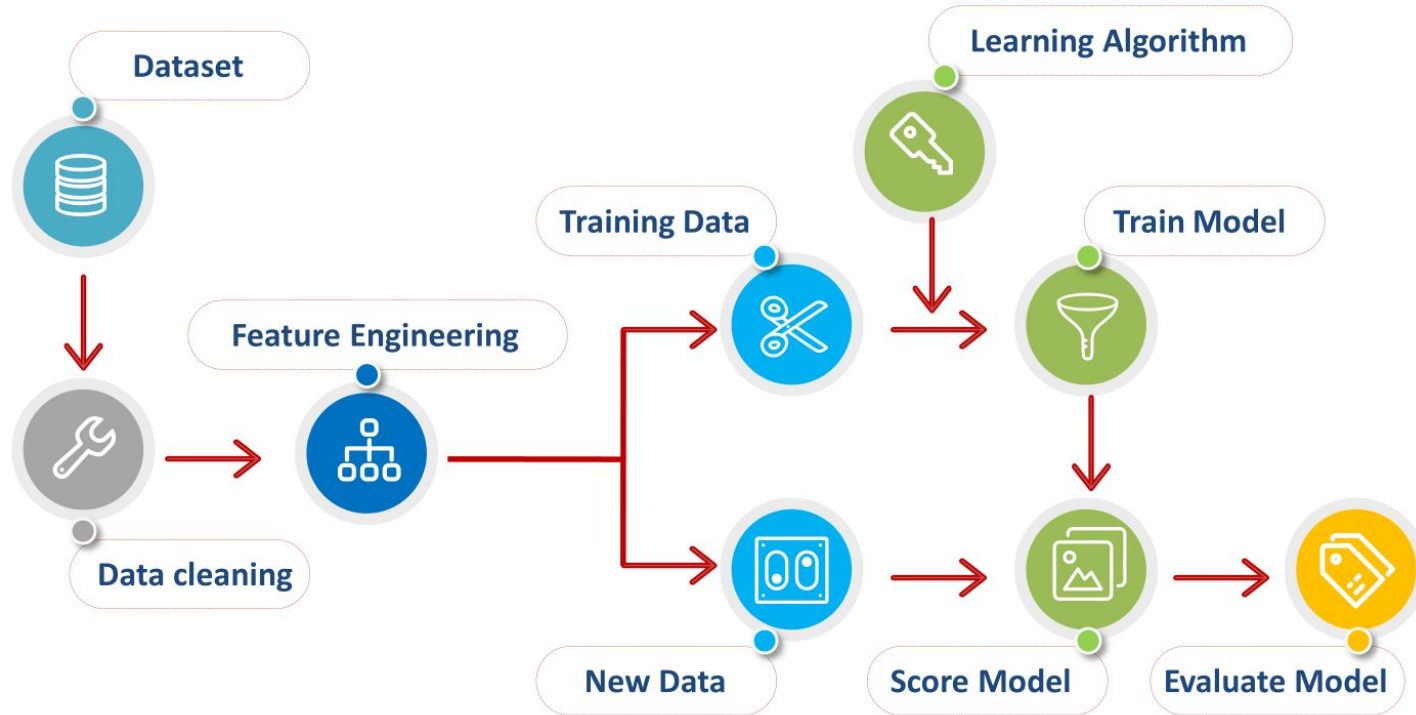 Dataset
Learning Algorithm
Training Data
Train Model
Feature Engineering
Data cleaning
New Data
Score Model
Evaluate Model